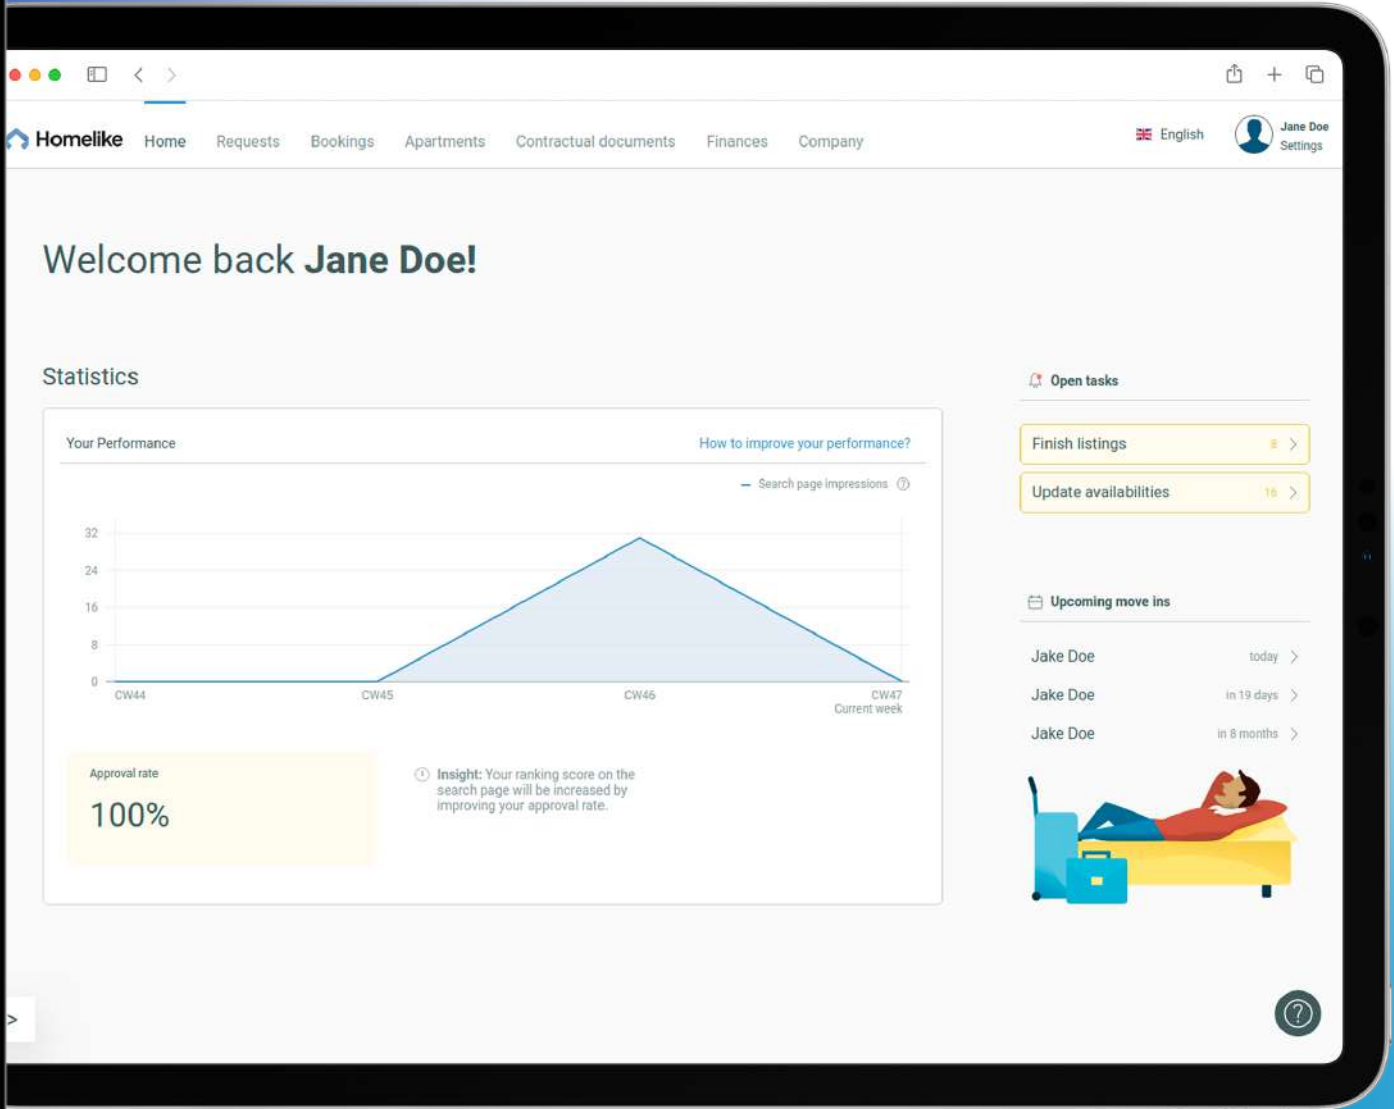 Homelike
Home
Requests
Bookings
Apartments
Contractual documents
Finances
Company
English
Jane Doe
Settings
Welcome back Jane Doe!
Statistics
Your Performance
How to improve your performance?
Search page impressions
32
24
16
8
0
CW44
CW45
CW46
CW47
Current week
Approval rate
100%
Insight: Your ranking score on the
search page will be increased by
improving your approval rate.
Open tasks
Finish listings
8
Update availabilities
16
Upcoming move ins
Jake Doe
today
Jake Doe
in 19 days
Jake Doe
in 8 months